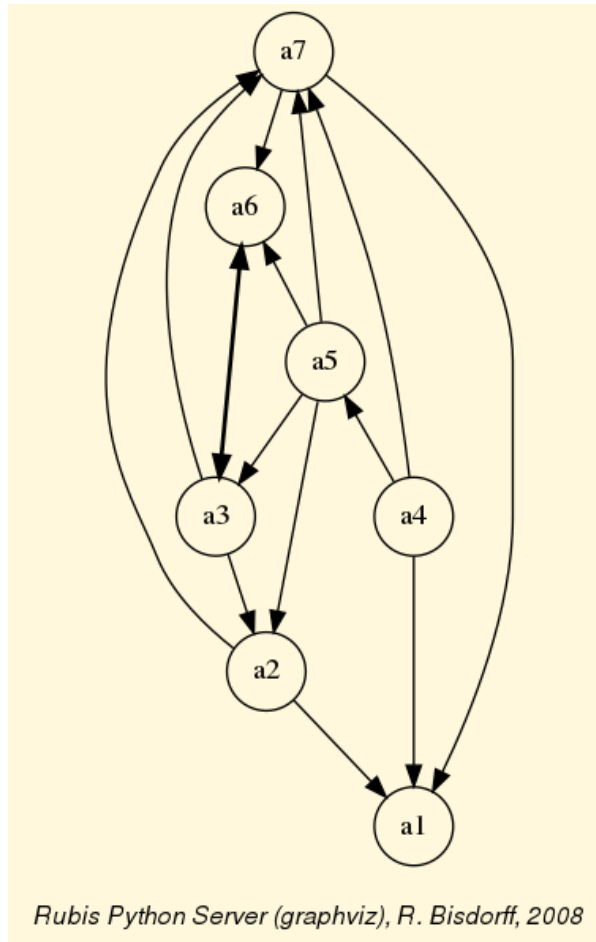 a7
a6
a5
a3
a4
a2
a1
Rubis Python Server (graphviz), R. Bisdorff, 2008